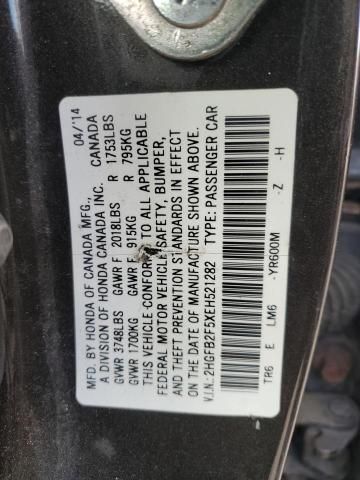 MFD. BY HONDA OF CANADA MFG., 04/'14
A DIVISION OF HONDA CANADA INC. CANADA
GVWR 3748LBS GAWR F 2018LBS R 1753LBS
GVWR 1700KG GAWR F 915KG R 795KG
THIS VEHICLE CONFORMS TO ALL APPLICABLE
FEDERAL MOTOR VEHICLE SAFETY, BUMPER,
AND THEFT PREVENTION STANDARDS IN EFFECT
ON THE DATE OF MANUFACTURE SHOWN ABOVE.
V.I.N.: 2HGFB2F5XEH521282 TYPE: PASSENGER CAR
TR6 E LM6 -YR600M -Z -H